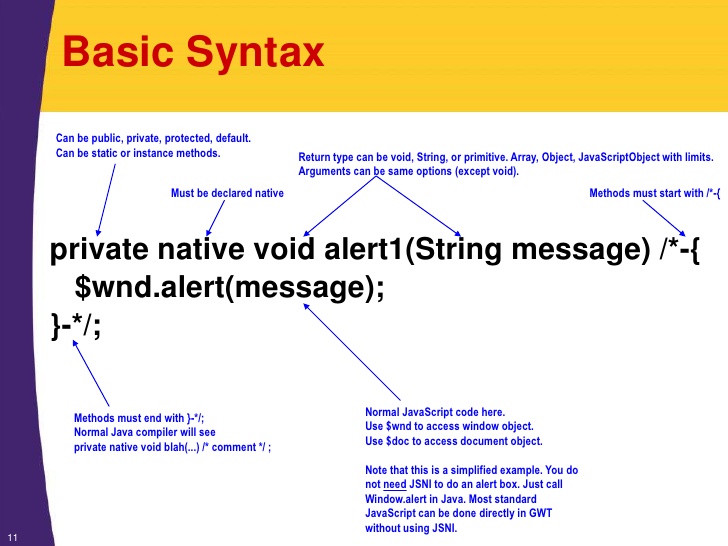 Basic Syntax
Can be public, private, protected, default.
Can be static or instance methods.
Return type can be void, String, or primitive. Array, Object, JavaScriptObject with limits.
Arguments can be same options (except void).
Must be declared native
Methods must start with /*-{
private native void alert1(String message) /*-{
$wnd.alert(message);
}-*/;
Methods must end with }-*/;
Normal Java compiler will see
private native void blah(...) /* comment */ ;
Normal JavaScript code here.
Use $wnd to access window object.
Use $doc to access document object.
Note that this is a simplified example. You do
not need JSNI to do an alert box. Just call
Window.alert in Java. Most standard
JavaScript can be done directly in GWT
without using JSNI.
11